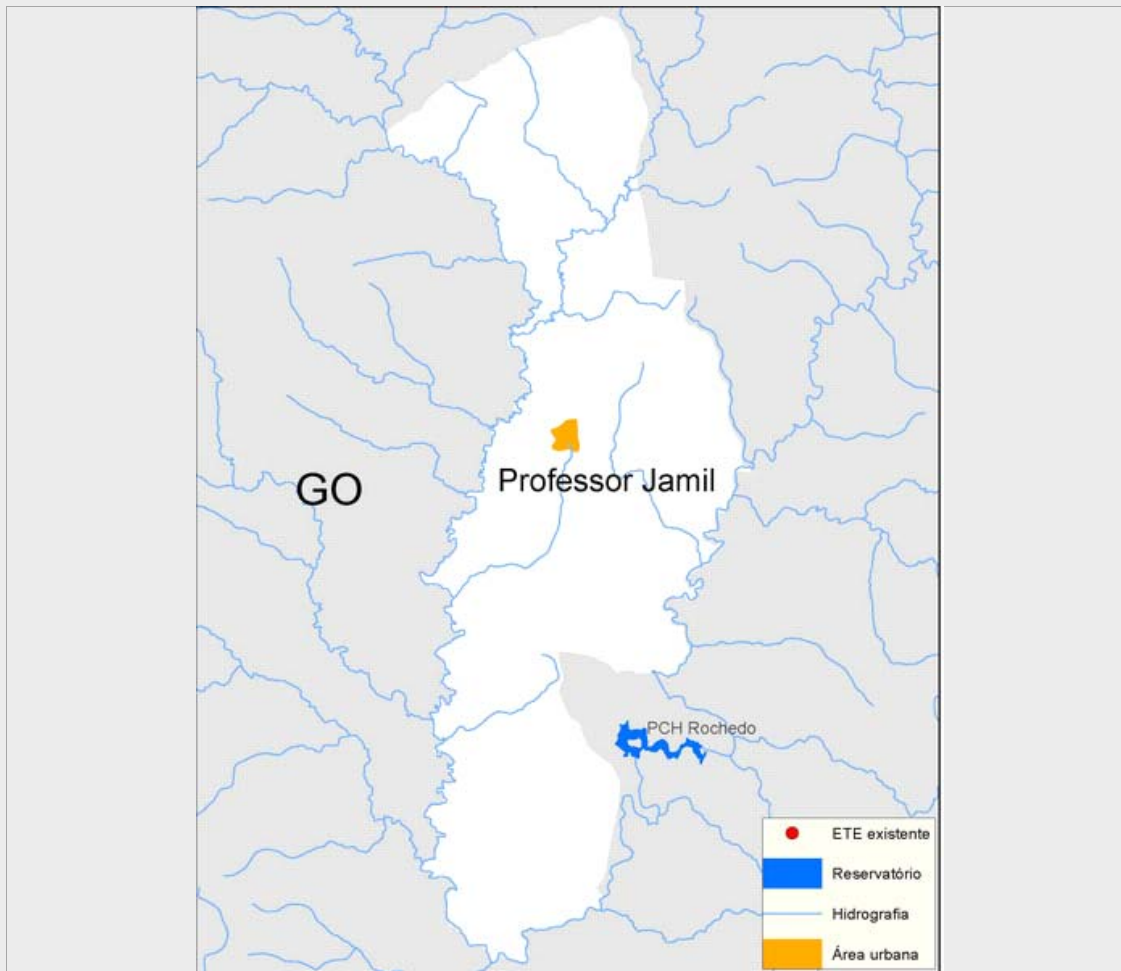 GO
Professor Jamil
PCH Rochedo
ETE existente
Reservatório
Hidrografia
Área urbana